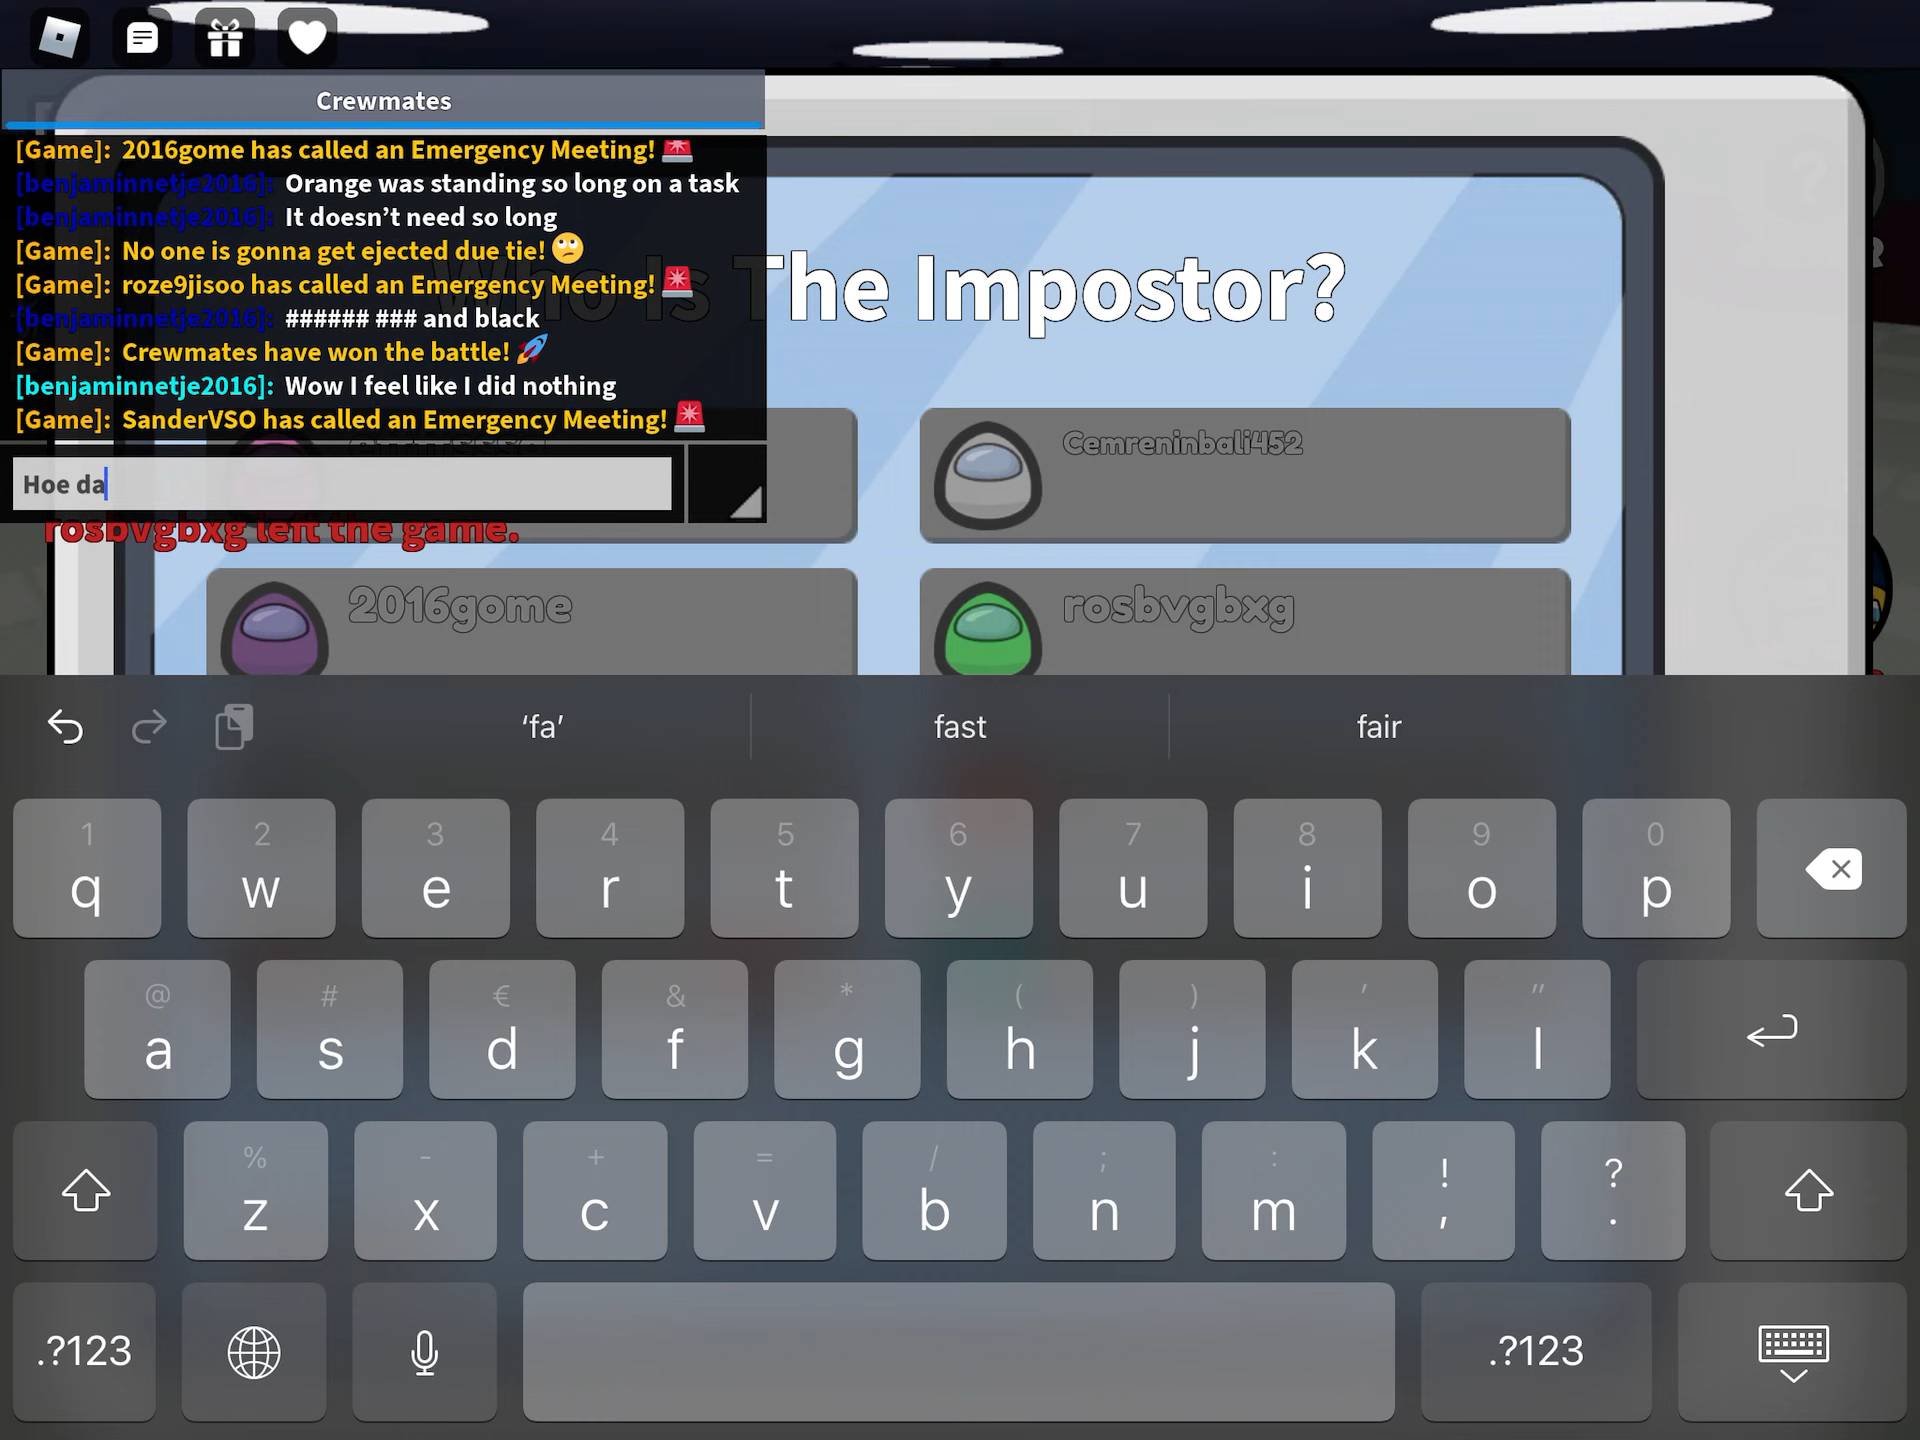 Crewmates
[Game]: 2016gome has called an Emergency Meeting! 🚨
[benjaminnetje2016]: Orange was standing so long on a task
[benjaminnetje2016]: It doesn’t need so long
[Game]: No one is gonna get ejected due tie! 🙄
[Game]: roze9jisoo has called an Emergency Meeting! 🚨
[benjaminnetje2016]: ###### ### and black
[Game]: Crewmates have won the battle! 🚀
[benjaminnetje2016]: Wow I feel like I did nothing
[Game]: SanderVSO has called an Emergency Meeting! 🚨
Hoe da
Who Is The Impostor?
Cemreninbali452
rosbvgbxg left the game.
2016gome
rosbvgbxg
‘fa’ fast fair
1 2 3 4 5 6 7 8 9 0
q w e r t y u i o p
@ # € & * ( ) ' "
a s d f g h j k l
% - + = / ; : ! ?
z x c v b n m , .
.?123 .?123